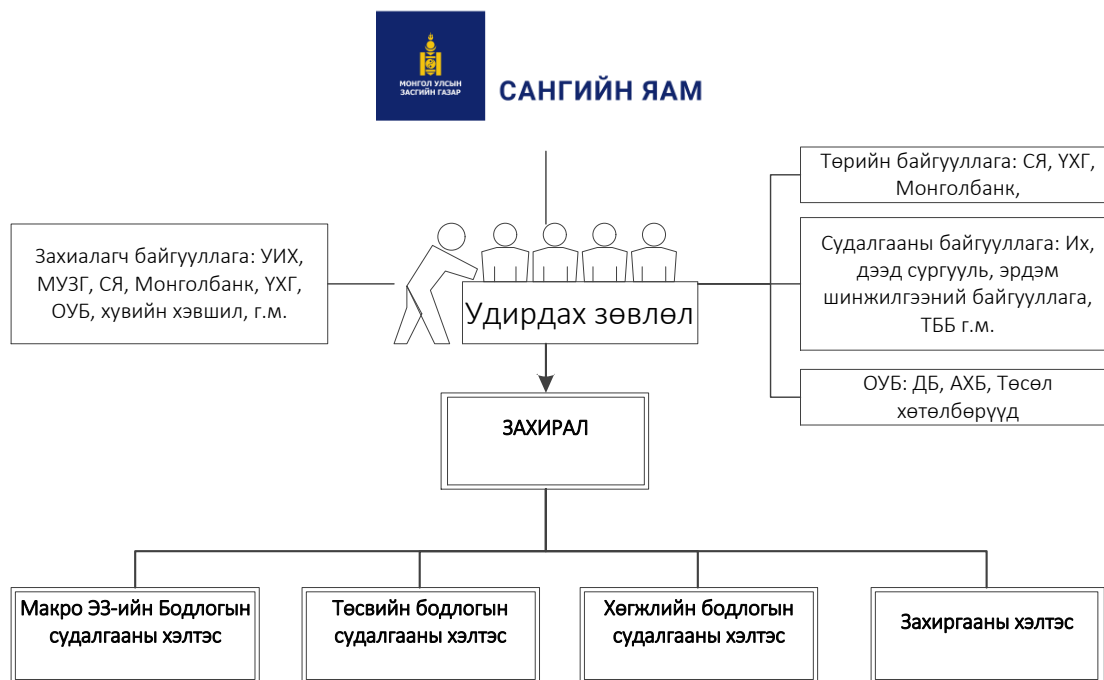 МОНГОЛ УЛСЫН
ЗАСГИЙН ГАЗАР
САНГИЙН ЯАМ
Захиалагч байгууллага: УИХ,
МУЗГ, СЯ, Монголбанк, ҮХГ,
ОУБ, хувийн хэвшил, г.м.
Удирдах зөвлөл
Төрийн байгууллага: СЯ, ҮХГ,
Монголбанк,
Судалгааны байгууллага: Их,
дээд сургууль, эрдэм
шинжилгээний байгууллага,
ТББ г.м.
ОУБ: ДБ, АХБ, Төсөл
хөтөлбөрүүд
ЗАХИРАЛ
Макро ЭЗ-ийн Бодлогын
судалгааны хэлтэс
Төсвийн бодлогын
судалгааны хэлтэс
Хөгжлийн бодлогын
судалгааны хэлтэс
Захиргааны хэлтэс